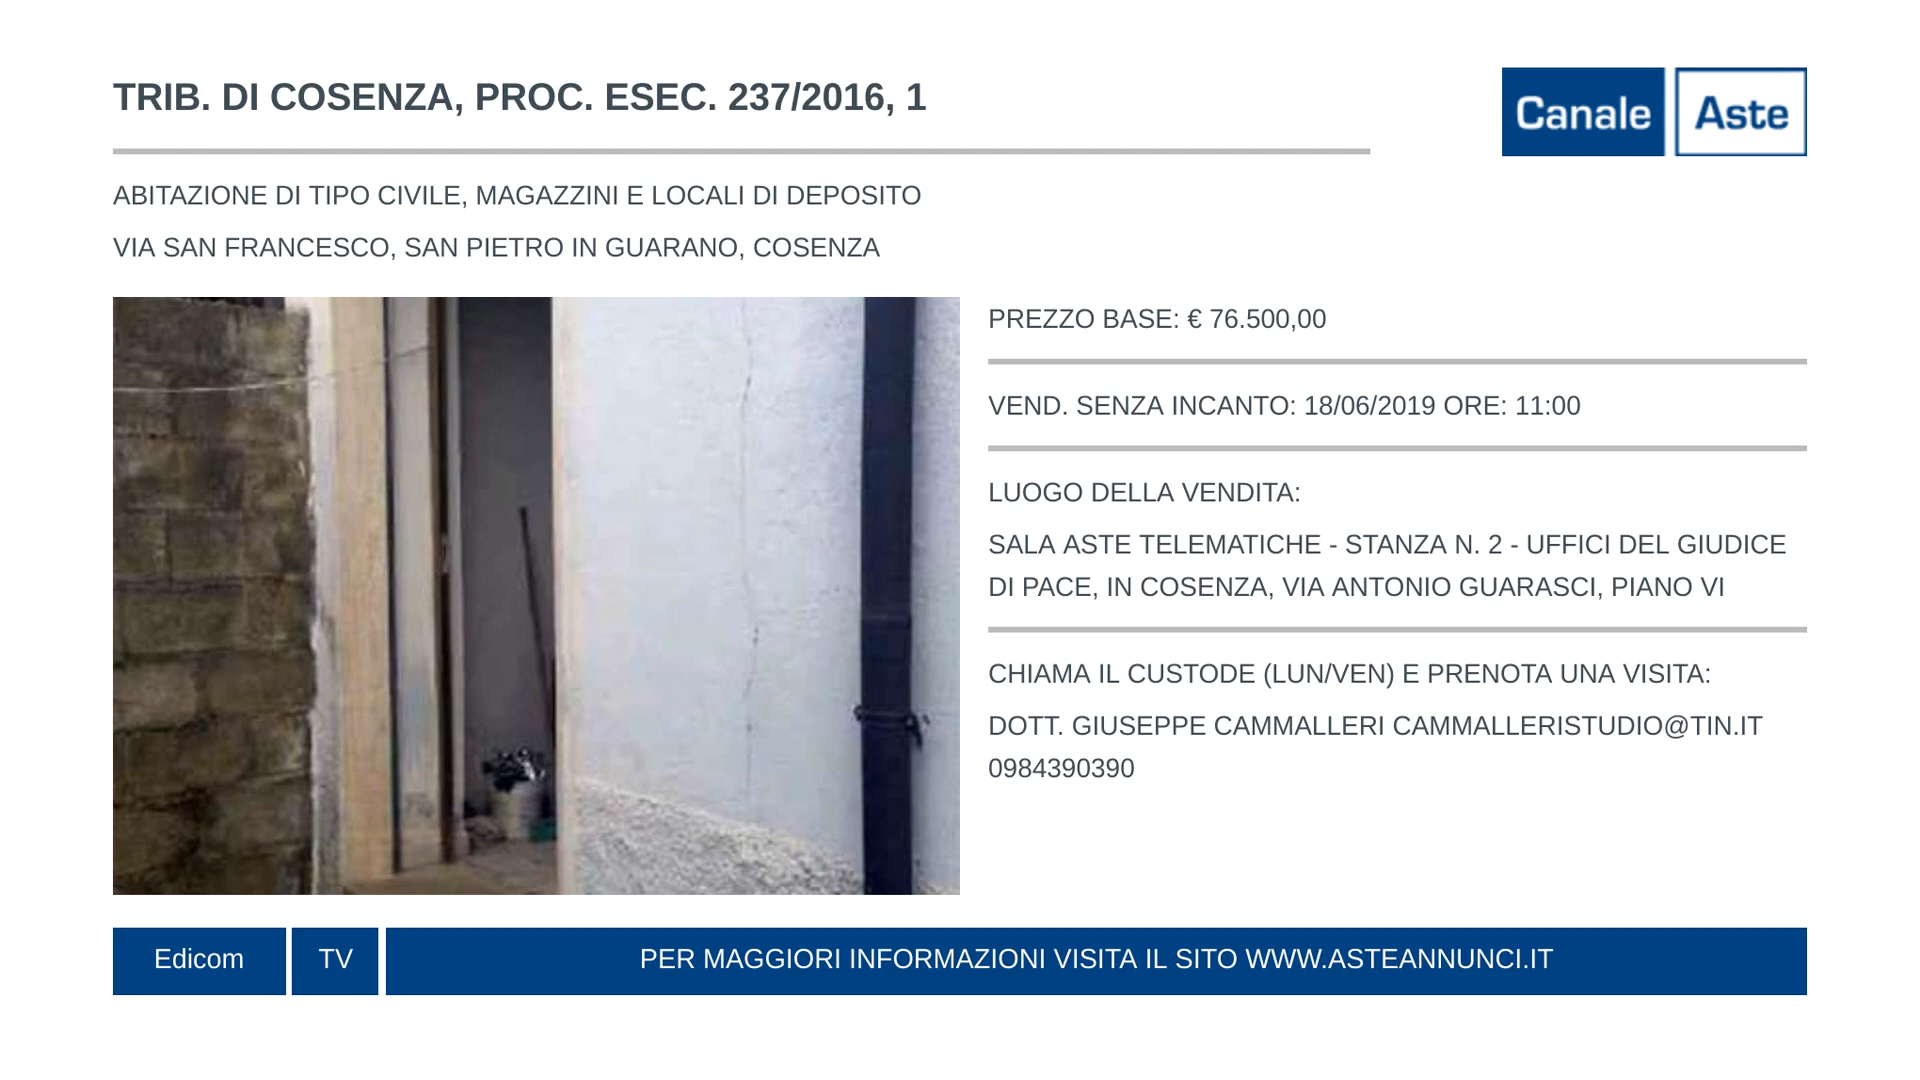 TRIB. DI COSENZA, PROC. ESEC. 237/2016, 1
Canale Aste
ABITAZIONE DI TIPO CIVILE, MAGAZZINI E LOCALI DI DEPOSITO
VIA SAN FRANCESCO, SAN PIETRO IN GUARANO, COSENZA
PREZZO BASE: € 76.500,00
VEND. SENZA INCANTO: 18/06/2019 ORE: 11:00
LUOGO DELLA VENDITA:
SALA ASTE TELEMATICHE - STANZA N. 2 - UFFICI DEL GIUDICE
DI PACE, IN COSENZA, VIA ANTONIO GUARASCI, PIANO VI
CHIAMA IL CUSTODE (LUN/VEN) E PRENOTA UNA VISITA:
DOTT. GIUSEPPE CAMMALLERI CAMMALLERISTUDIO@TIN.IT
0984390390
Edicom TV PER MAGGIORI INFORMAZIONI VISITA IL SITO WWW.ASTEANNUNCI.IT